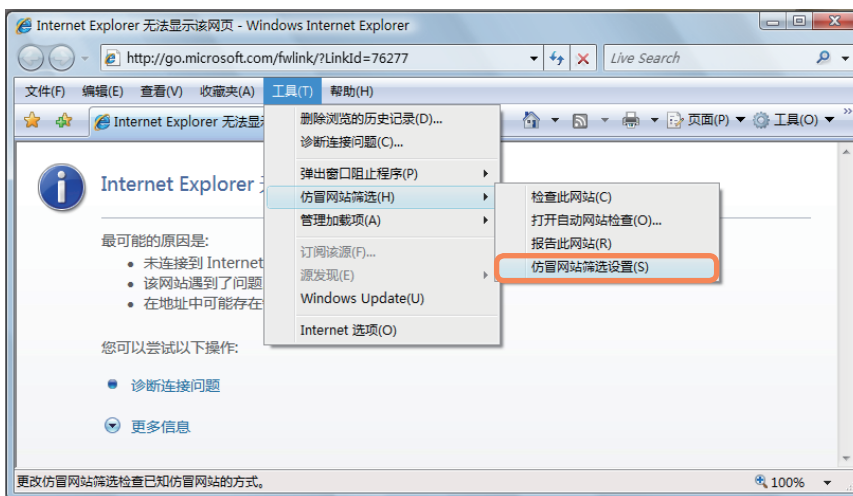 Internet Explorer 无法显示该网页 - Windows Internet Explorer
http://go.microsoft.com/fwlink/?LinkId=76277
Live Search
文件(F) 编辑(E) 查看(V) 收藏夹(A) 工具(T) 帮助(H)
Internet Explorer 无法显
页面(P) 工具(O)
删除浏览的历史记录(D)...
诊断连接问题(C)...
弹出窗口阻止程序(P)
仿冒网站筛选(H)
管理加载项(A)
订阅该源(F)...
源发现(E)
Windows Update(U)
Internet 选项(O)
检查此网站(C)
打开自动网站检查(O)...
报告此网站(R)
仿冒网站筛选设置(S)
Internet Explorer
最可能的原因是:
未连接到 Internet
该网站遇到了问题
在地址中可能存在
您可以尝试以下操作:
诊断连接问题
更多信息
更改仿冒网站筛选检查已知仿冒网站的方式。
100%